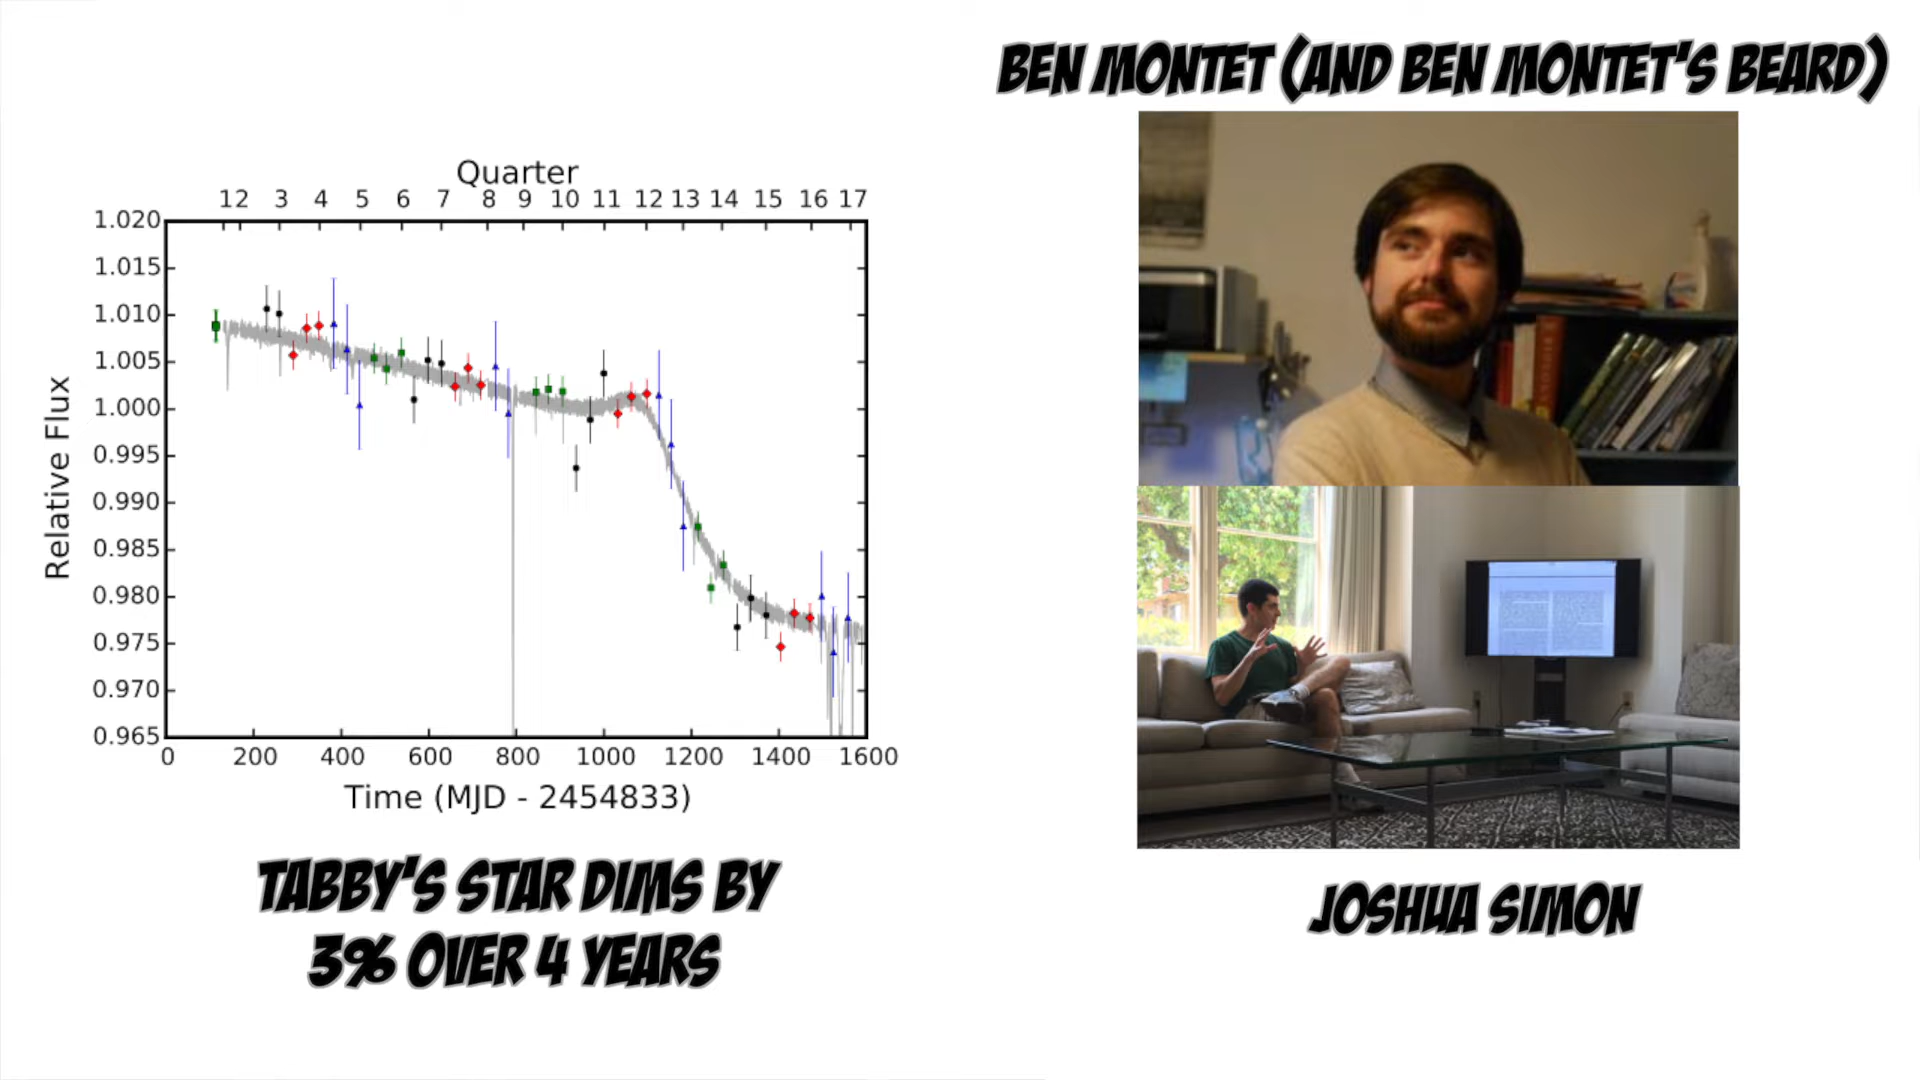 BEN MONTET (AND BEN MONTET'S BEARD)
Quarter
12 3 4 5 6 7 8 9 10 11 12 13 14 15 16 17
1.020
1.015
1.010
1.005
1.000
0.995
0.990
0.985
0.980
0.975
0.970
0.965
Relative Flux
0 200 400 600 800 1000 1200 1400 1600
Time (MJD - 2454833)
TABBY'S STAR DIMS BY
3% OVER 4 YEARS
JOSHUA SIMON